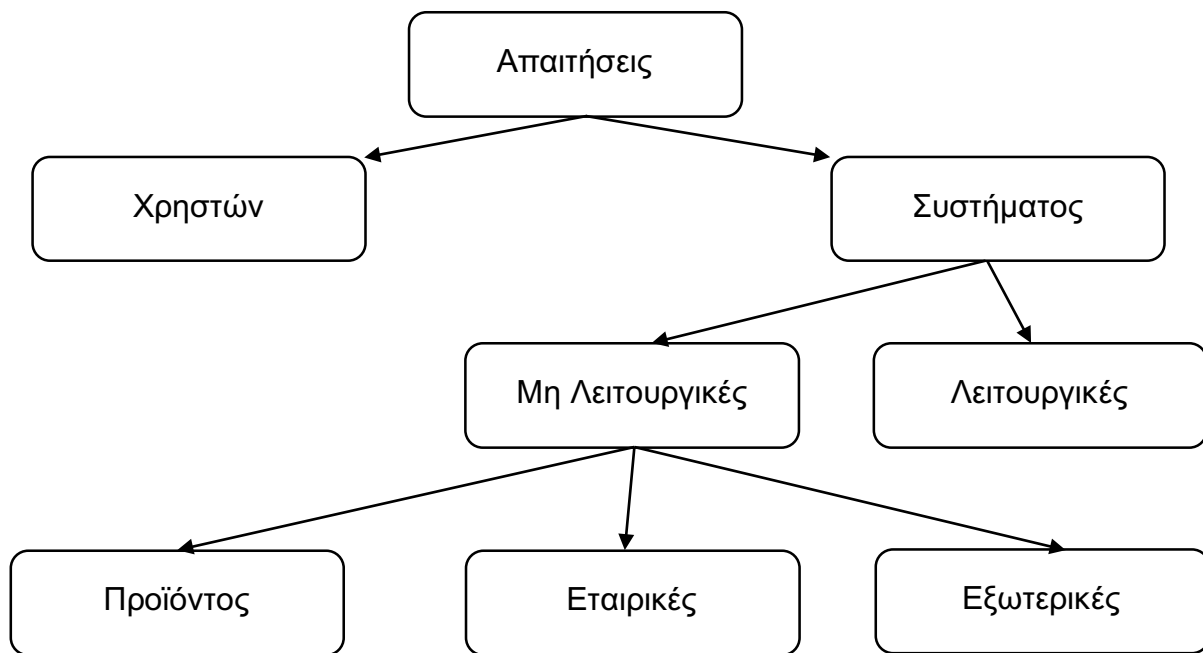 Απαιτήσεις
Χρηστών
Συστήματος
Μη Λειτουργικές
Λειτουργικές
Προϊόντος
Εταιρικές
Εξωτερικές